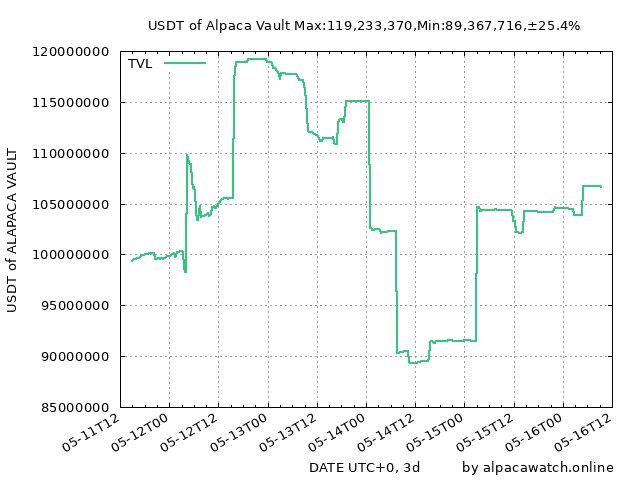 USDT of Alpaca Vault Max:119,233,370,Min:89,367,716,±25.4%
TVL
120000000
115000000
110000000
105000000
100000000
95000000
90000000
85000000
USDT of ALAPACA VAULT
05-11T12
05-12T00
05-12T12
05-13T00
05-13T12
05-14T00
05-14T12
05-15T00
05-15T12
05-16T00
05-16T12
DATE UTC+0, 3d
by alpacawatch.online